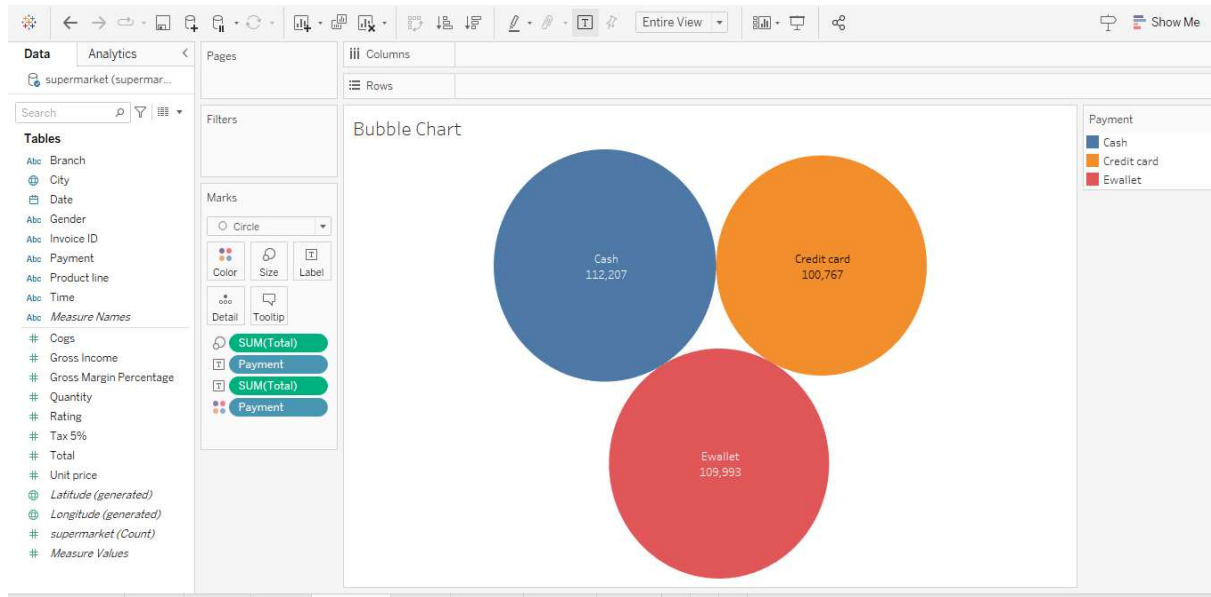 Entire View
Show Me
Data
Analytics
supermarket (supermar...
Search
Tables
Abc Branch
City
Date
Abc Gender
Abc Invoice ID
Abc Payment
Abc Product line
Abc Time
Abc Measure Names
# Cogs
# Gross Income
# Gross Margin Percentage
# Quantity
# Rating
# Tax 5%
# Total
# Unit price
Latitude (generated)
Longitude (generated)
# supermarket (Count)
# Measure Values
Pages
Filters
Marks
Circle
Color
Size
T
Label
Detail
Tooltip
SUM(Total)
T Payment
T SUM(Total)
Payment
iii Columns
Rows
Bubble Chart
Cash
112,207
Credit card
100,767
Ewallet
109,993
Payment
Cash
Credit card
Ewallet